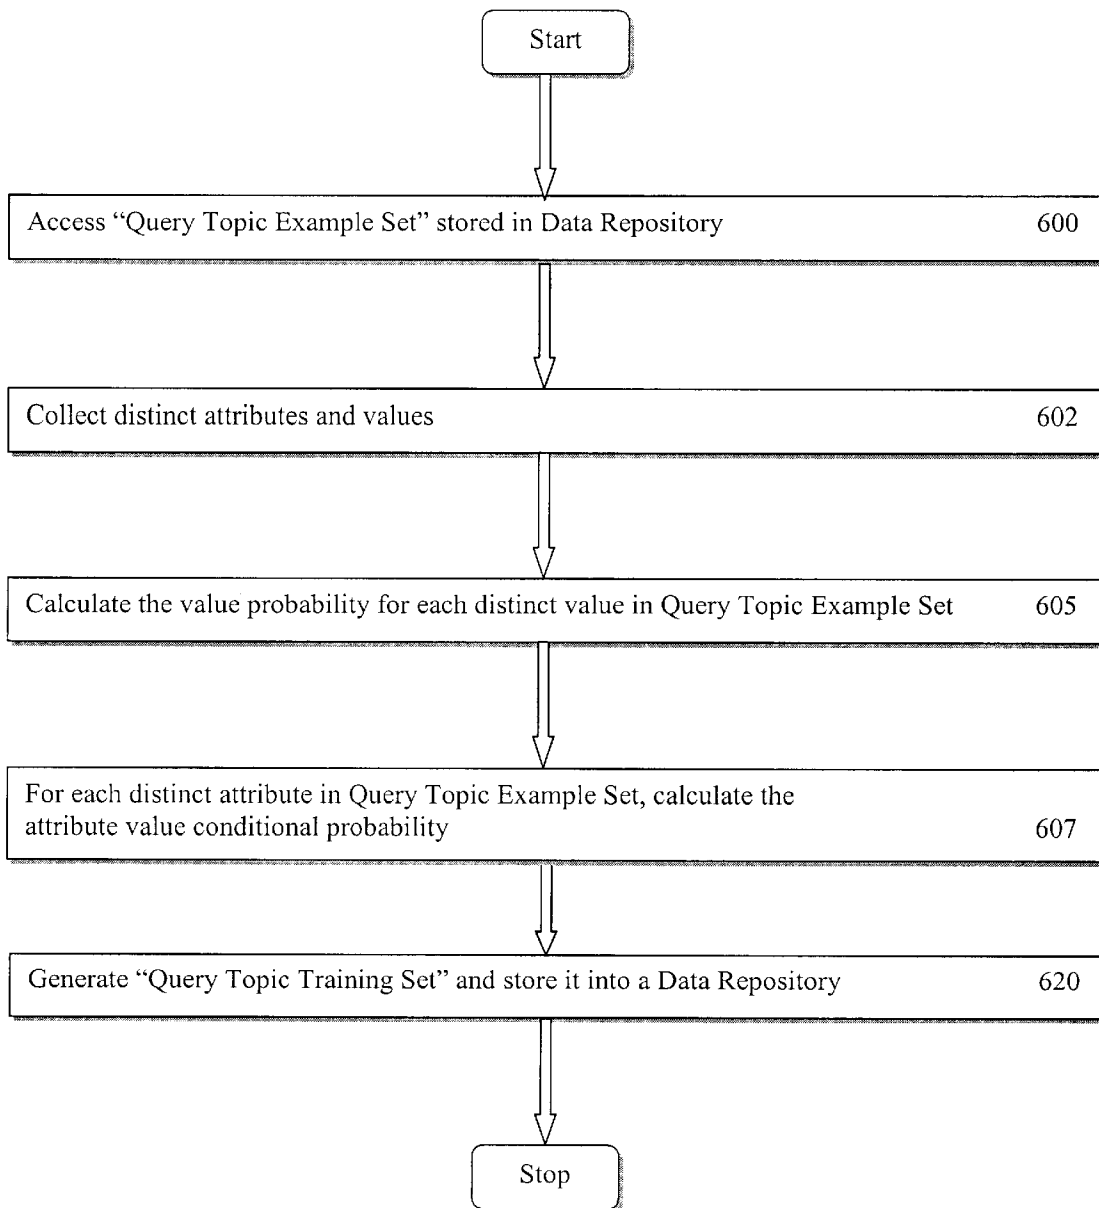 Start
Access “Query Topic Example Set” stored in Data Repository 600
Collect distinct attributes and values 602
Calculate the value probability for each distinct value in Query Topic Example Set 605
For each distinct attribute in Query Topic Example Set, calculate the
attribute value conditional probability 607
Generate “Query Topic Training Set” and store it into a Data Repository 620
Stop